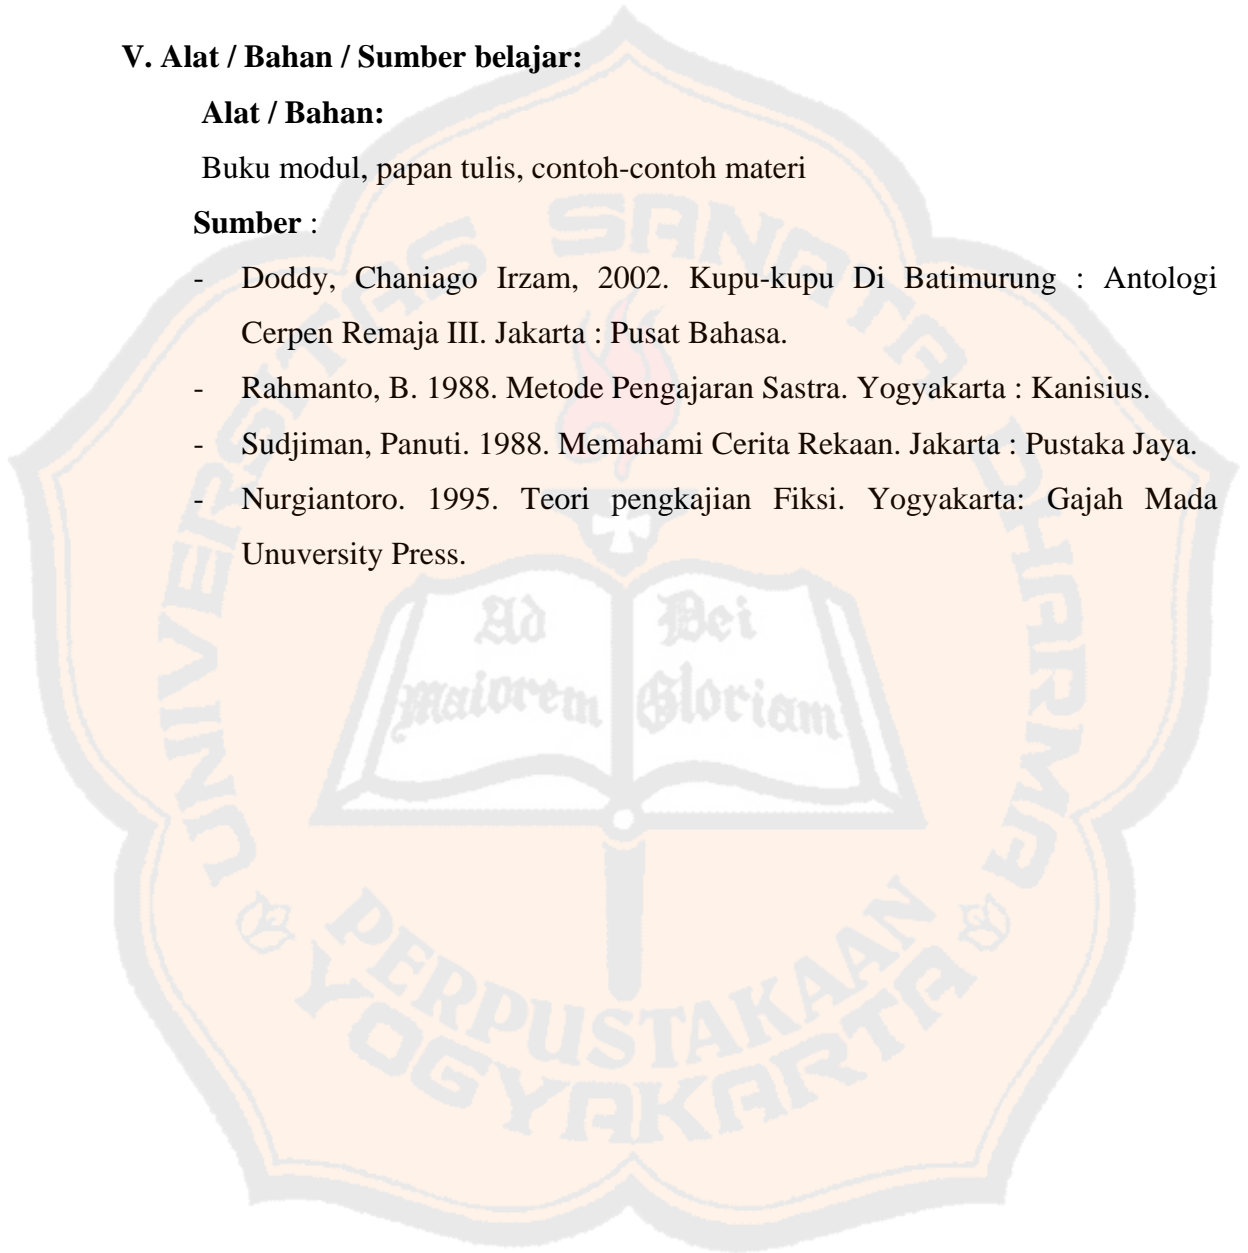 V. Alat / Bahan / Sumber belajar:
Alat / Bahan:
Buku modul, papan tulis, contoh-contoh materi
Sumber :
- Doddy, Chaniago Irzam, 2002. Kupu-kupu Di Batimurung : Antologi
Cerpen Remaja III. Jakarta : Pusat Bahasa.
- Rahmanto, B. 1988. Metode Pengajaran Sastra. Yogyakarta : Kanisius.
- Sudjiman, Panuti. 1988. Memahami Cerita Rekaan. Jakarta : Pustaka Jaya.
- Nurgiantoro. 1995. Teori pengkajian Fiksi. Yogyakarta: Gajah Mada
Unuversity Press.
UNIVERSITAS SANATA DHARMA
Ad Dei
maiorem Gloriam
PERPUSTAKAAN
YOGYAKARTA